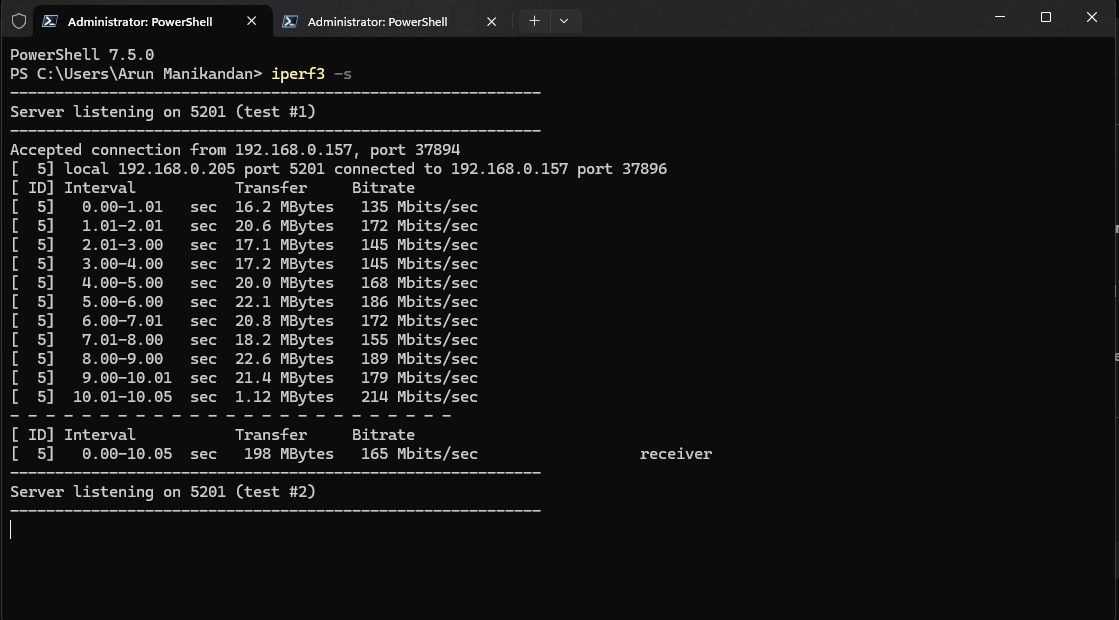 Administrator: PowerShell
Administrator: PowerShell
PowerShell 7.5.0
PS C:\Users\Arun Manikandan> iperf3 -s
-----------------------------------------------------------
Server listening on 5201 (test #1)
-----------------------------------------------------------
Accepted connection from 192.168.0.157, port 37894
[  5] local 192.168.0.205 port 5201 connected to 192.168.0.157 port 37896
[ ID] Interval           Transfer     Bitrate
[  5]   0.00-1.01   sec  16.2 MBytes   135 Mbits/sec
[  5]   1.01-2.01   sec  20.6 MBytes   172 Mbits/sec
[  5]   2.01-3.00   sec  17.1 MBytes   145 Mbits/sec
[  5]   3.00-4.00   sec  17.2 MBytes   145 Mbits/sec
[  5]   4.00-5.00   sec  20.0 MBytes   168 Mbits/sec
[  5]   5.00-6.00   sec  22.1 MBytes   186 Mbits/sec
[  5]   6.00-7.01   sec  20.8 MBytes   172 Mbits/sec
[  5]   7.01-8.00   sec  18.2 MBytes   155 Mbits/sec
[  5]   8.00-9.00   sec  22.6 MBytes   189 Mbits/sec
[  5]   9.00-10.01  sec  21.4 MBytes   179 Mbits/sec
[  5]  10.01-10.05  sec  1.12 MBytes   214 Mbits/sec
- - - - - - - - - - - - - - - - - - - - - - - - -
[ ID] Interval           Transfer     Bitrate
[  5]   0.00-10.05  sec   198 MBytes   165 Mbits/sec                  receiver
-----------------------------------------------------------
Server listening on 5201 (test #2)
-----------------------------------------------------------